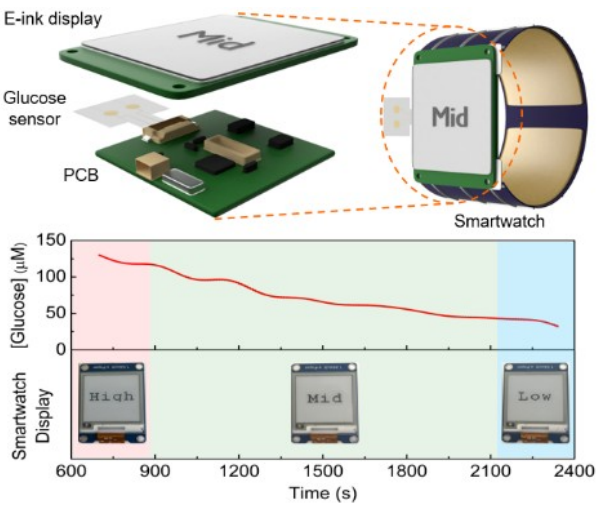 E-ink display
Mid
Glucose
sensor
PCB
Mid
Smartwatch
[Glucose] (μM)
150
100
50
0
Smartwatch
Display
High
Mid
Low
600 900 1200 1500 1800 2100 2400
Time (s)